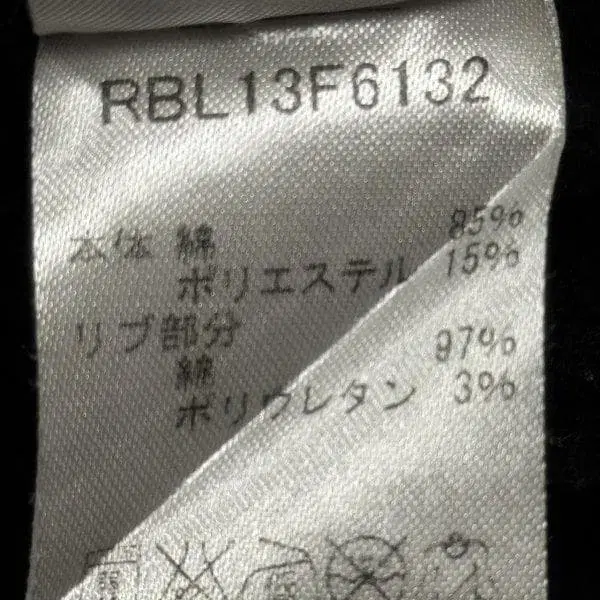 RBL13F6132
本体 綿 85%
ポリエステル 15%
リブ部分
綿 97%
ポリウレタン 3%